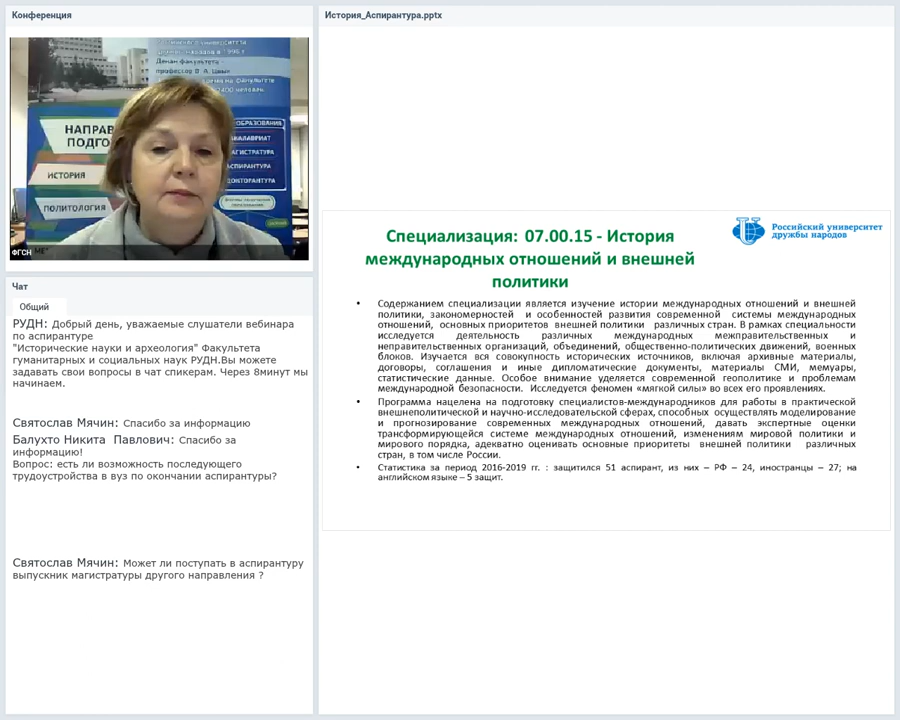 Конференция
Декан факультета -
профессор В. А. Цвык
НАПРАВ
ПОДГО
ИСТОРИЯ
ПОЛИТОЛОГИЯ
ОБРАЗОВАНИЯ
МАГИСТРАТУРА
АСПИРАНТУРА
ДОКТОРАНТУРА
ФГСН
Чат
Общий
РУДН: Добрый день, уважаемые слушатели вебинара
по аспирантуре
"Исторические науки и археология" Факультета
гуманитарных и социальных наук РУДН.Вы можете
задавать свои вопросы в чат спикерам. Через 8минут мы
начинаем.
Святослав Мячин: Спасибо за информацию
Балухто Никита Павлович: Спасибо за
информацию!
Вопрос: есть ли возможность последующего
трудоустройства в вуз по окончании аспирантуры?
Святослав Мячин: Может ли поступать в аспирантуру
выпускник магистратуры другого направления ?
История_Аспирантура.pptx
Российский университет
дружбы народов
Специализация: 07.00.15 - История
международных отношений и внешней
политики
• Содержанием специализации является изучение истории международных отношений и внешней
политики, закономерностей и особенностей развития современной системы международных
отношений, основных приоритетов внешней политики различных стран. В рамках специальности
исследуется деятельность различных международных межправительственных и
неправительственных организаций, объединений, общественно-политических движений, военных
блоков. Изучается вся совокупность исторических источников, включая архивные материалы,
договоры, соглашения и иные дипломатические документы, материалы СМИ, мемуары,
статистические данные. Особое внимание уделяется современной геополитике и проблемам
международной безопасности. Исследуется феномен «мягкой силы» во всех его проявлениях.
• Программа нацелена на подготовку специалистов-международников для работы в практической
внешнеполитической и научно-исследовательской сферах, способных осуществлять моделирование
и прогнозирование современных международных отношений, давать экспертные оценки
трансформирующейся системе международных отношений, изменениям мировой политики и
мирового порядка, адекватно оценивать основные приоритеты внешней политики различных
стран, в том числе России.
• Статистика за период 2016-2019 гг. : защитился 51 аспирант, из них – РФ – 24, иностранцы – 27; на
английском языке – 5 защит.